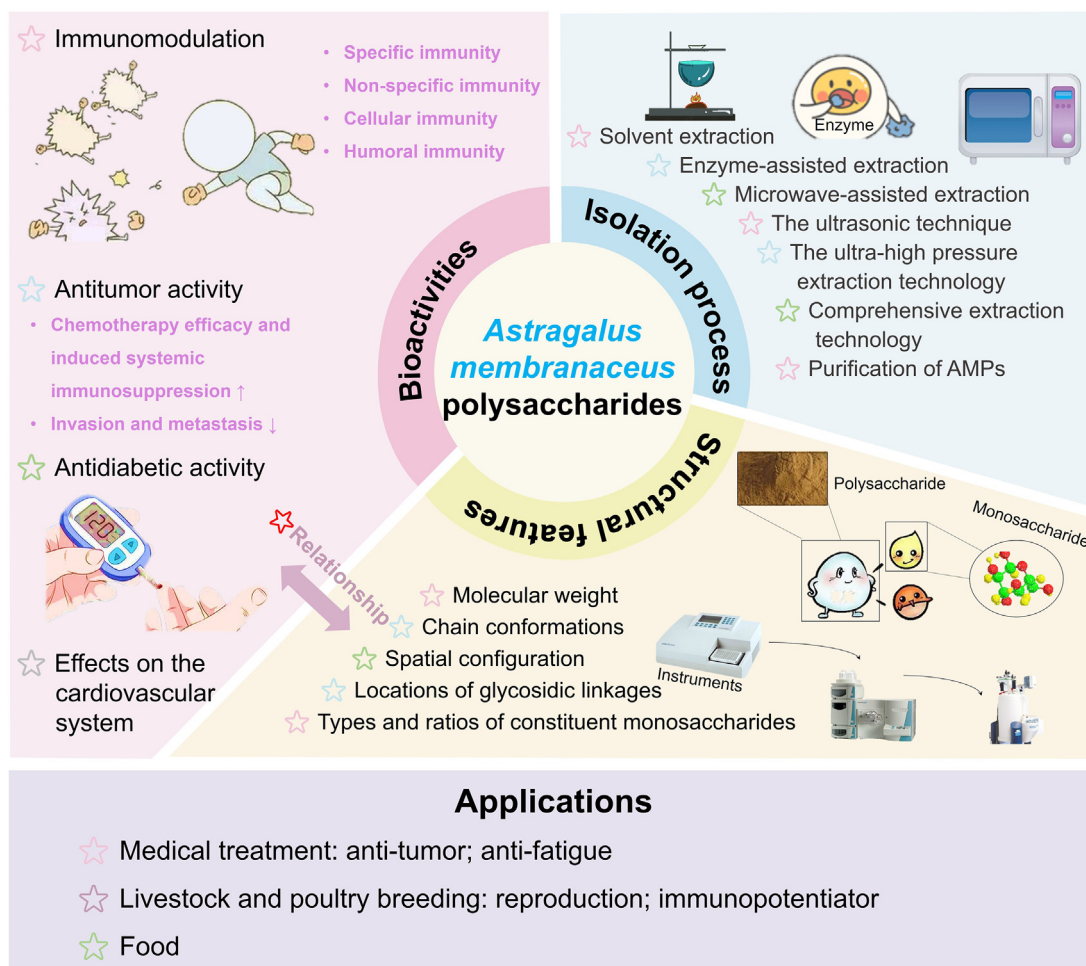 Immunomodulation
• Specific immunity
• Non-specific immunity
• Cellular immunity
• Humoral immunity
Antitumor activity
• Chemotherapy efficacy and
induced systemic
immunosuppression ↑
• Invasion and metastasis ↓
Antidiabetic activity
120
Effects on the
cardiovascular
system
Bioactivities
Isolation process
Structural features
Astragalus
membranaceus
polysaccharides
Enzyme
Solvent extraction
Enzyme-assisted extraction
Microwave-assisted extraction
The ultrasonic technique
The ultra-high pressure
extraction technology
Comprehensive extraction
technology
Purification of AMPs
Relationship
Polysaccharide
Monosaccharide
Molecular weight
Chain conformations
Spatial configuration
Locations of glycosidic linkages
Types and ratios of constituent monosaccharides
Instruments
Applications
Medical treatment: anti-tumor; anti-fatigue
Livestock and poultry breeding: reproduction; immunopotentiator
Food